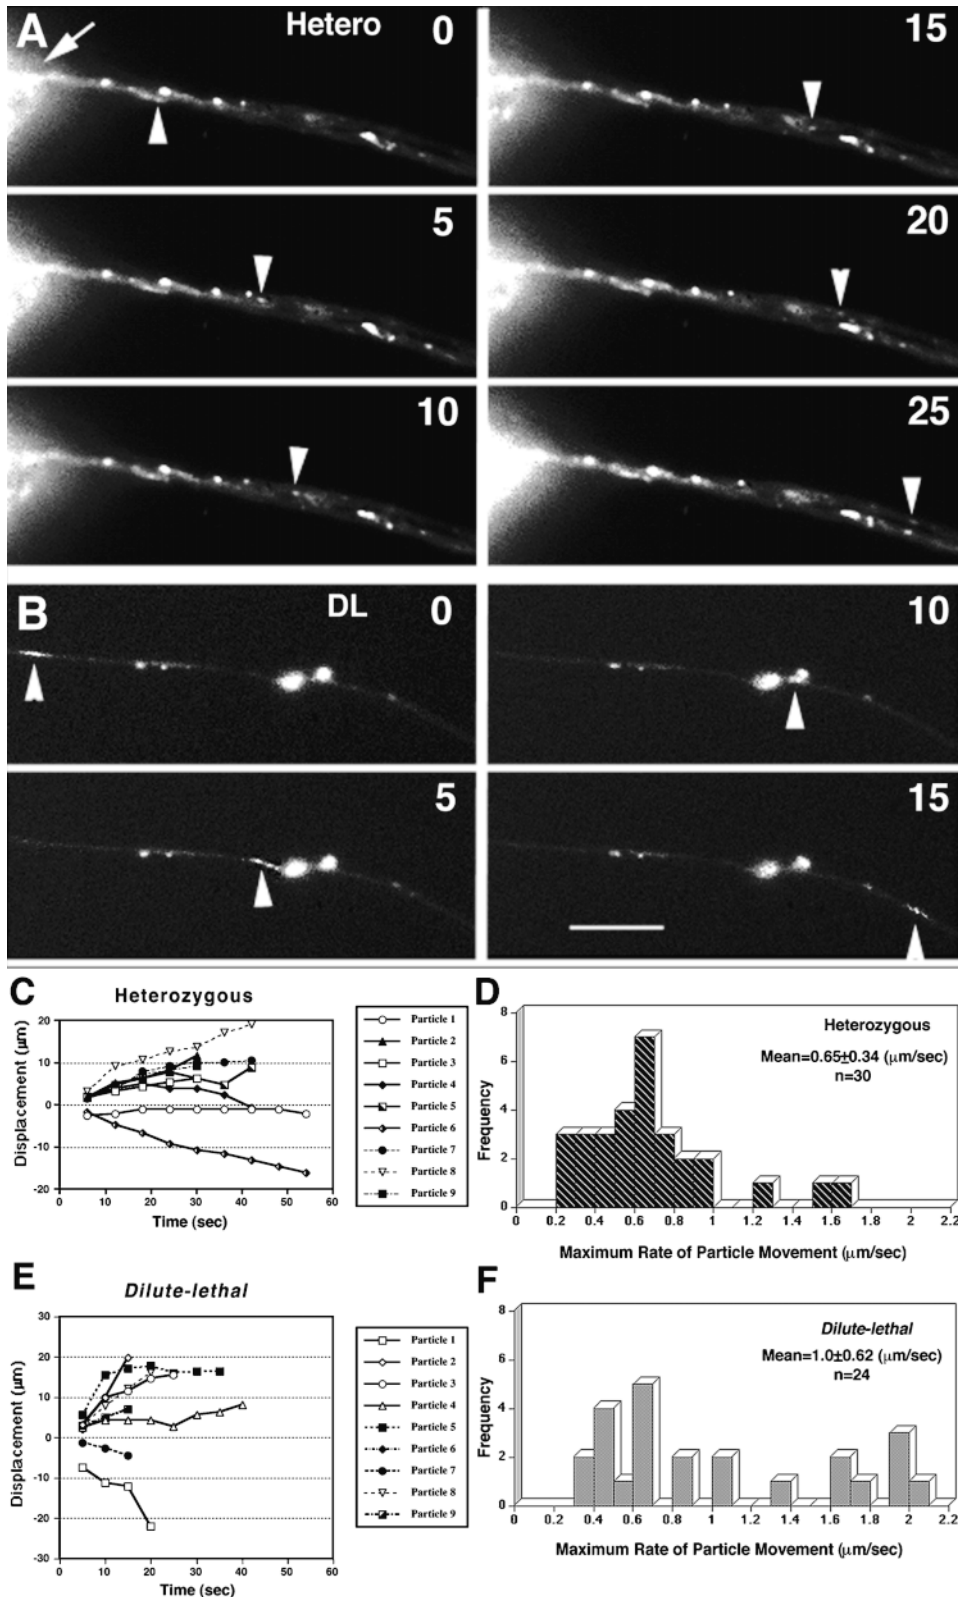 A Hetero 0
15
5
20
10
25
B DL 0
10
5
15
C
Heterozygous
Displacement (µm)
20
10
0
-10
-20
0 10 20 30 40 50 60
Time (sec)
Particle 1
Particle 2
Particle 3
Particle 4
Particle 5
Particle 6
Particle 7
Particle 8
Particle 9
D
Heterozygous
Mean=0.65±0.34 (µm/sec)
n=30
Frequency
8
6
4
2
0
0 0.2 0.4 0.6 0.8 1 1.2 1.4 1.6 1.8 2 2.2
Maximum Rate of Particle Movement (µm/sec)
E
Dilute-lethal
Displacement (µm)
30
20
10
0
-10
-20
-30
0 10 20 30 40 50 60
Time (sec)
Particle 1
Particle 2
Particle 3
Particle 4
Particle 5
Particle 6
Particle 7
Particle 8
Particle 9
F
Dilute-lethal
Mean=1.0±0.62 (µm/sec)
n=24
Frequency
8
6
4
2
0
0 0.2 0.4 0.6 0.8 1 1.2 1.4 1.6 1.8 2 2.2
Maximum Rate of Particle Movement (µm/sec)